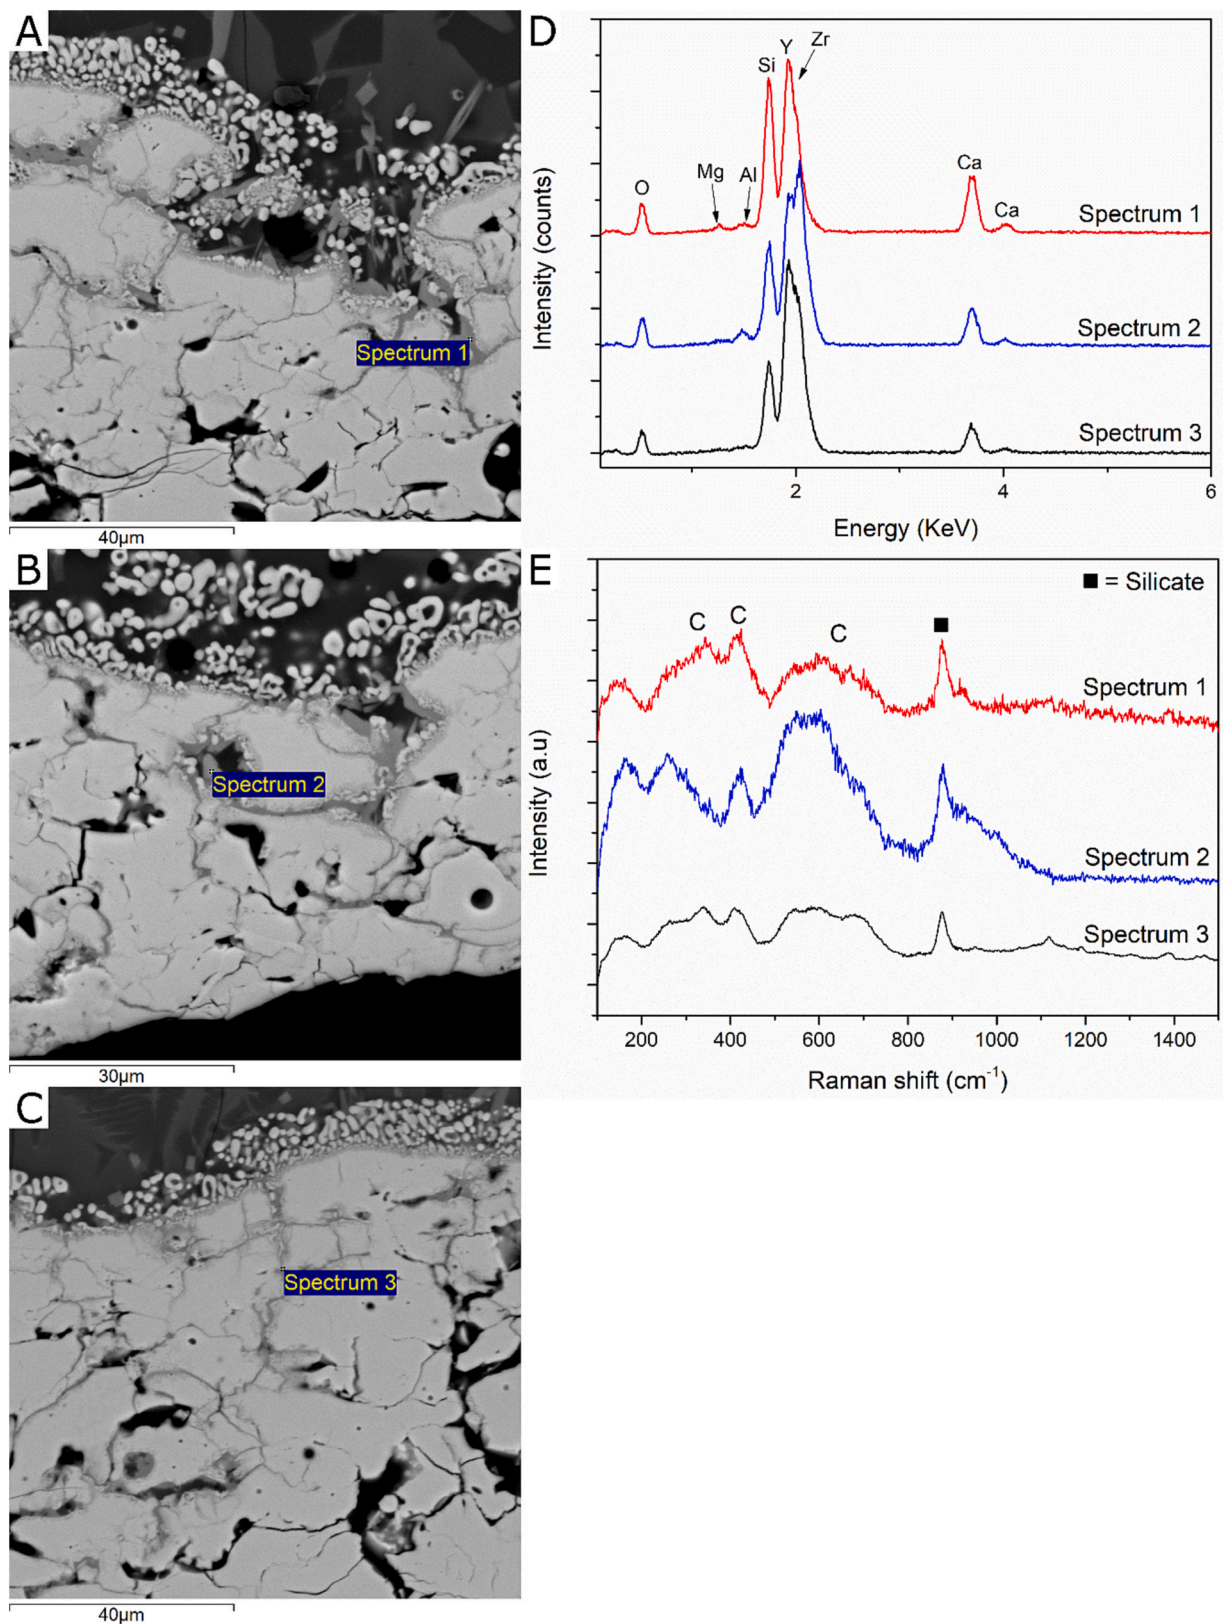 A
Spectrum 1
40μm
B
Spectrum 2
30μm
C
Spectrum 3
40μm
D
Si
Y
Zr
Mg
Al
O
Ca
Ca
Spectrum 1
Spectrum 2
Spectrum 3
Intensity (counts)
2
4
6
Energy (KeV)
E
■ = Silicate
C
C
C
Spectrum 1
Spectrum 2
Spectrum 3
Intensity (a.u)
200
400
600
800
1000
1200
1400
Raman shift (cm⁻¹)